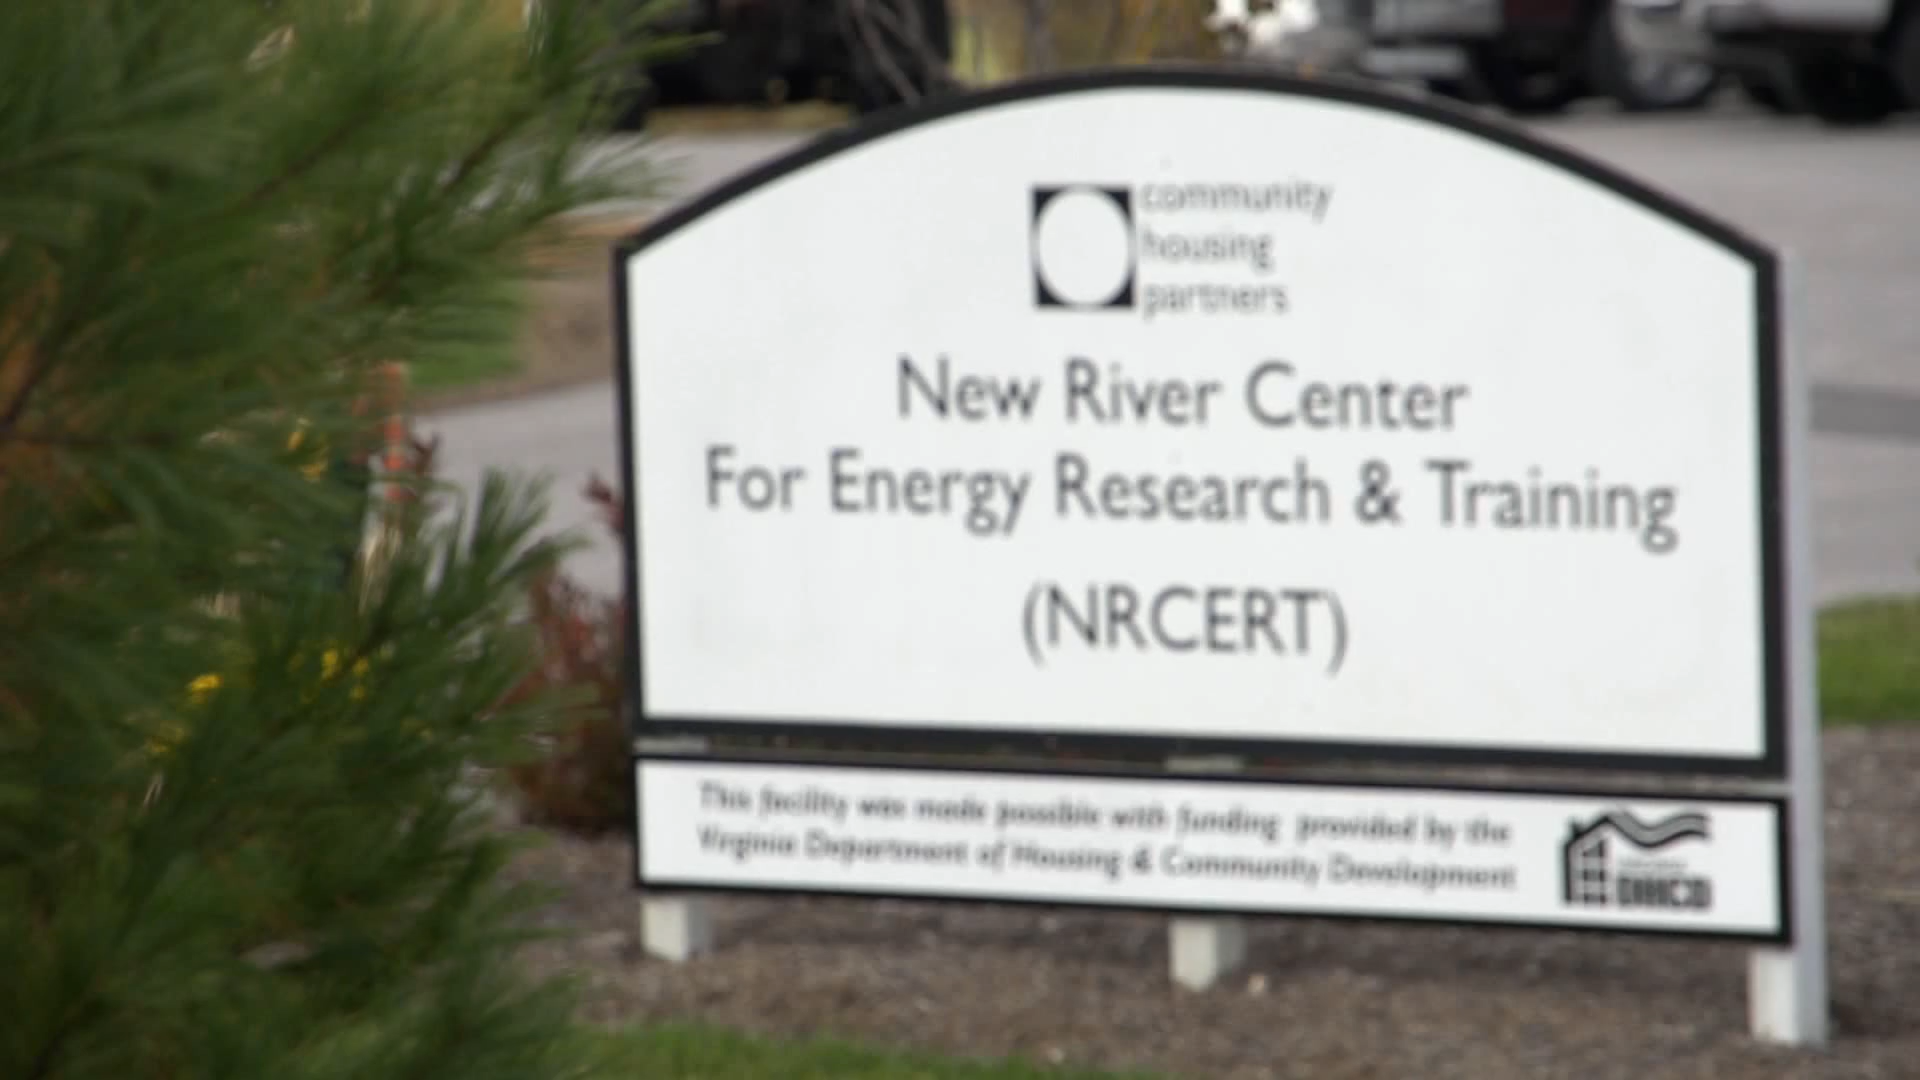 community
housing
partners
New River Center
For Energy Research & Training
(NRCERT)
This facility was made possible with funding provided by the
Virginia Department of Housing & Community Development
DHCD